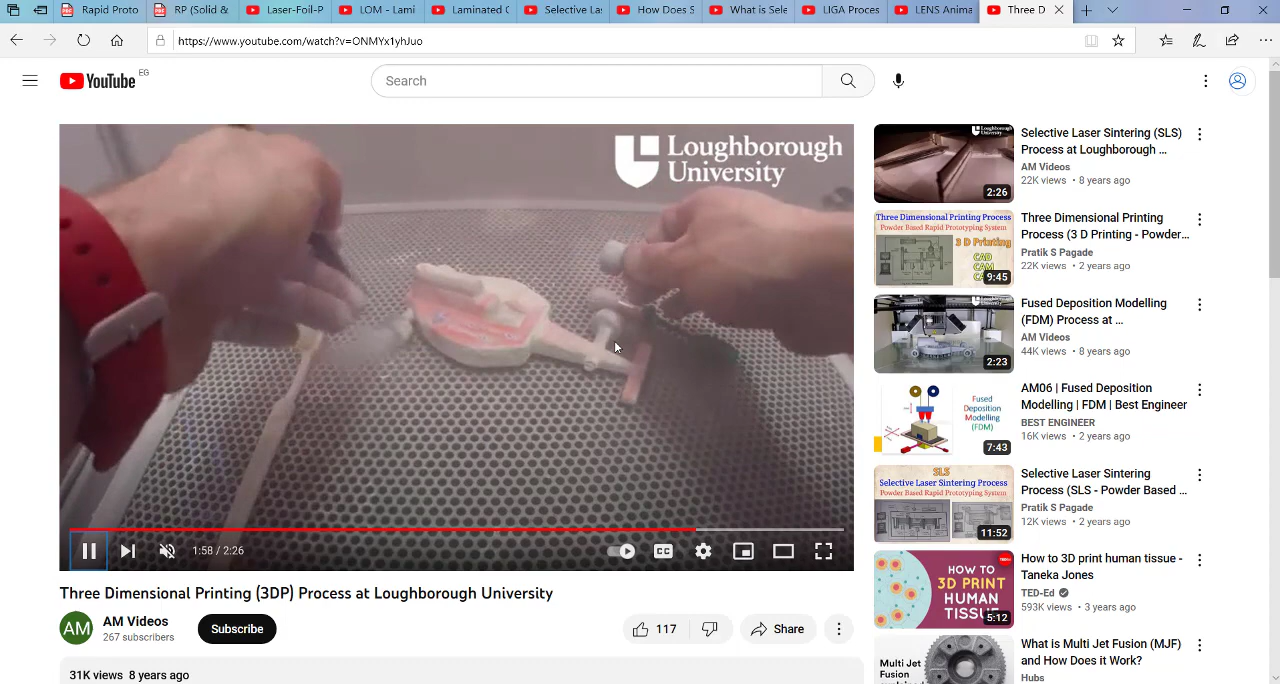 Rapid Proto
RP (Solid &
Laser-Foil-P
LOM - Lami
Laminated C
Selective La
How Does S
What is Sele
LIGA Proces
LENS Anima
Three D
https://www.youtube.com/watch?v=ONMYx1yhJuo
YouTube EG
Search
Loughborough
University
1:58 / 2:26
CC
Three Dimensional Printing (3DP) Process at Loughborough University
AM
AM Videos
267 subscribers
Subscribe
117
Share
31K views 8 years ago
Loughborough
University
2:26
Selective Laser Sintering (SLS)
Process at Loughborough ...
AM Videos
22K views • 8 years ago
Three Dimensional Printing Process
Powder Based Rapid Prototyping System
3 D Printing
CAD
CAM
9:45
Three Dimensional Printing
Process (3 D Printing - Powder...
Pratik S Pagade
22K views • 2 years ago
Loughborough
University
2:23
Fused Deposition Modelling
(FDM) Process at ...
AM Videos
44K views • 8 years ago
Fused
Deposition
Modelling
(FDM)
7:43
AM06 | Fused Deposition
Modelling | FDM | Best Engineer
BEST ENGINEER
16K views • 2 years ago
SLS
Selective Laser Sintering Process
Powder Based Rapid Prototyping System
11:52
Selective Laser Sintering
Process (SLS - Powder Based ...
Pratik S Pagade
12K views • 2 years ago
HOW TO
3D PRINT
HUMAN
TISSUE
5:12
How to 3D print human tissue -
Taneka Jones
TED-Ed
593K views • 3 years ago
Multi Jet
Fusion
What is Multi Jet Fusion (MJF)
and How Does it Work?
Hubs